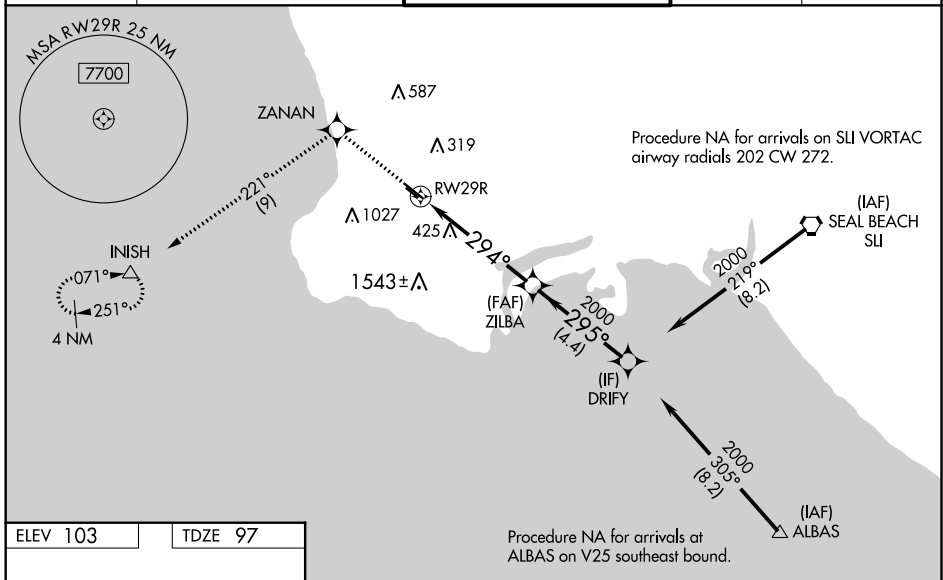 MSA RW29R 25 NM
7700
587
ZANAN
319
Procedure NA for arrivals on SLI VORTAC
airway radials 202 CW 272.
RW29R
221°
(9)
1027
425
294°
(IAF)
SEAL BEACH
SLI
INISH
071°
251°
4 NM
1543±
2000
219°
(8.2)
(FAF)
ZILBA
2000
295°
(4.4)
(IF)
DRIFY
2000
305°
(8.2)
(IAF)
ALBAS
ELEV 103
TDZE 97
Procedure NA for arrivals at
ALBAS on V25 southeast bound.